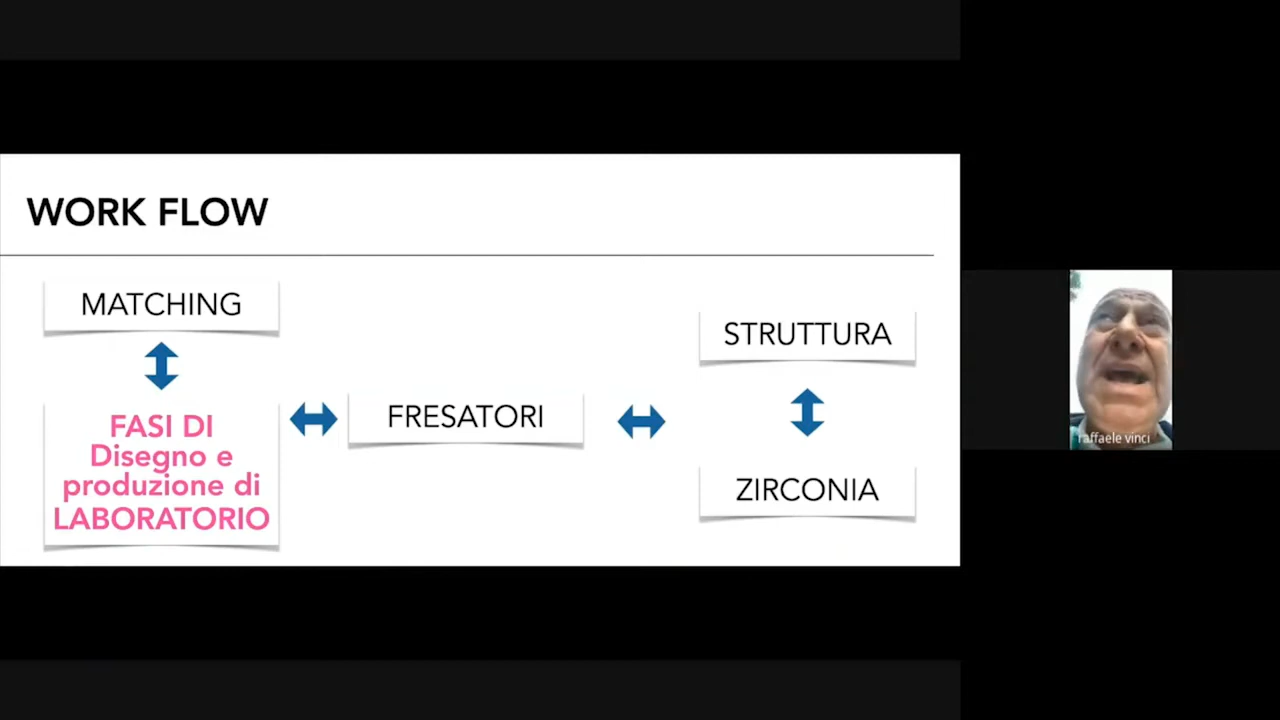 WORK FLOW
MATCHING
FASI DI
Disegno e
produzione di
LABORATORIO
FRESATORI
STRUTTURA
ZIRCONIA
raffaele vinci